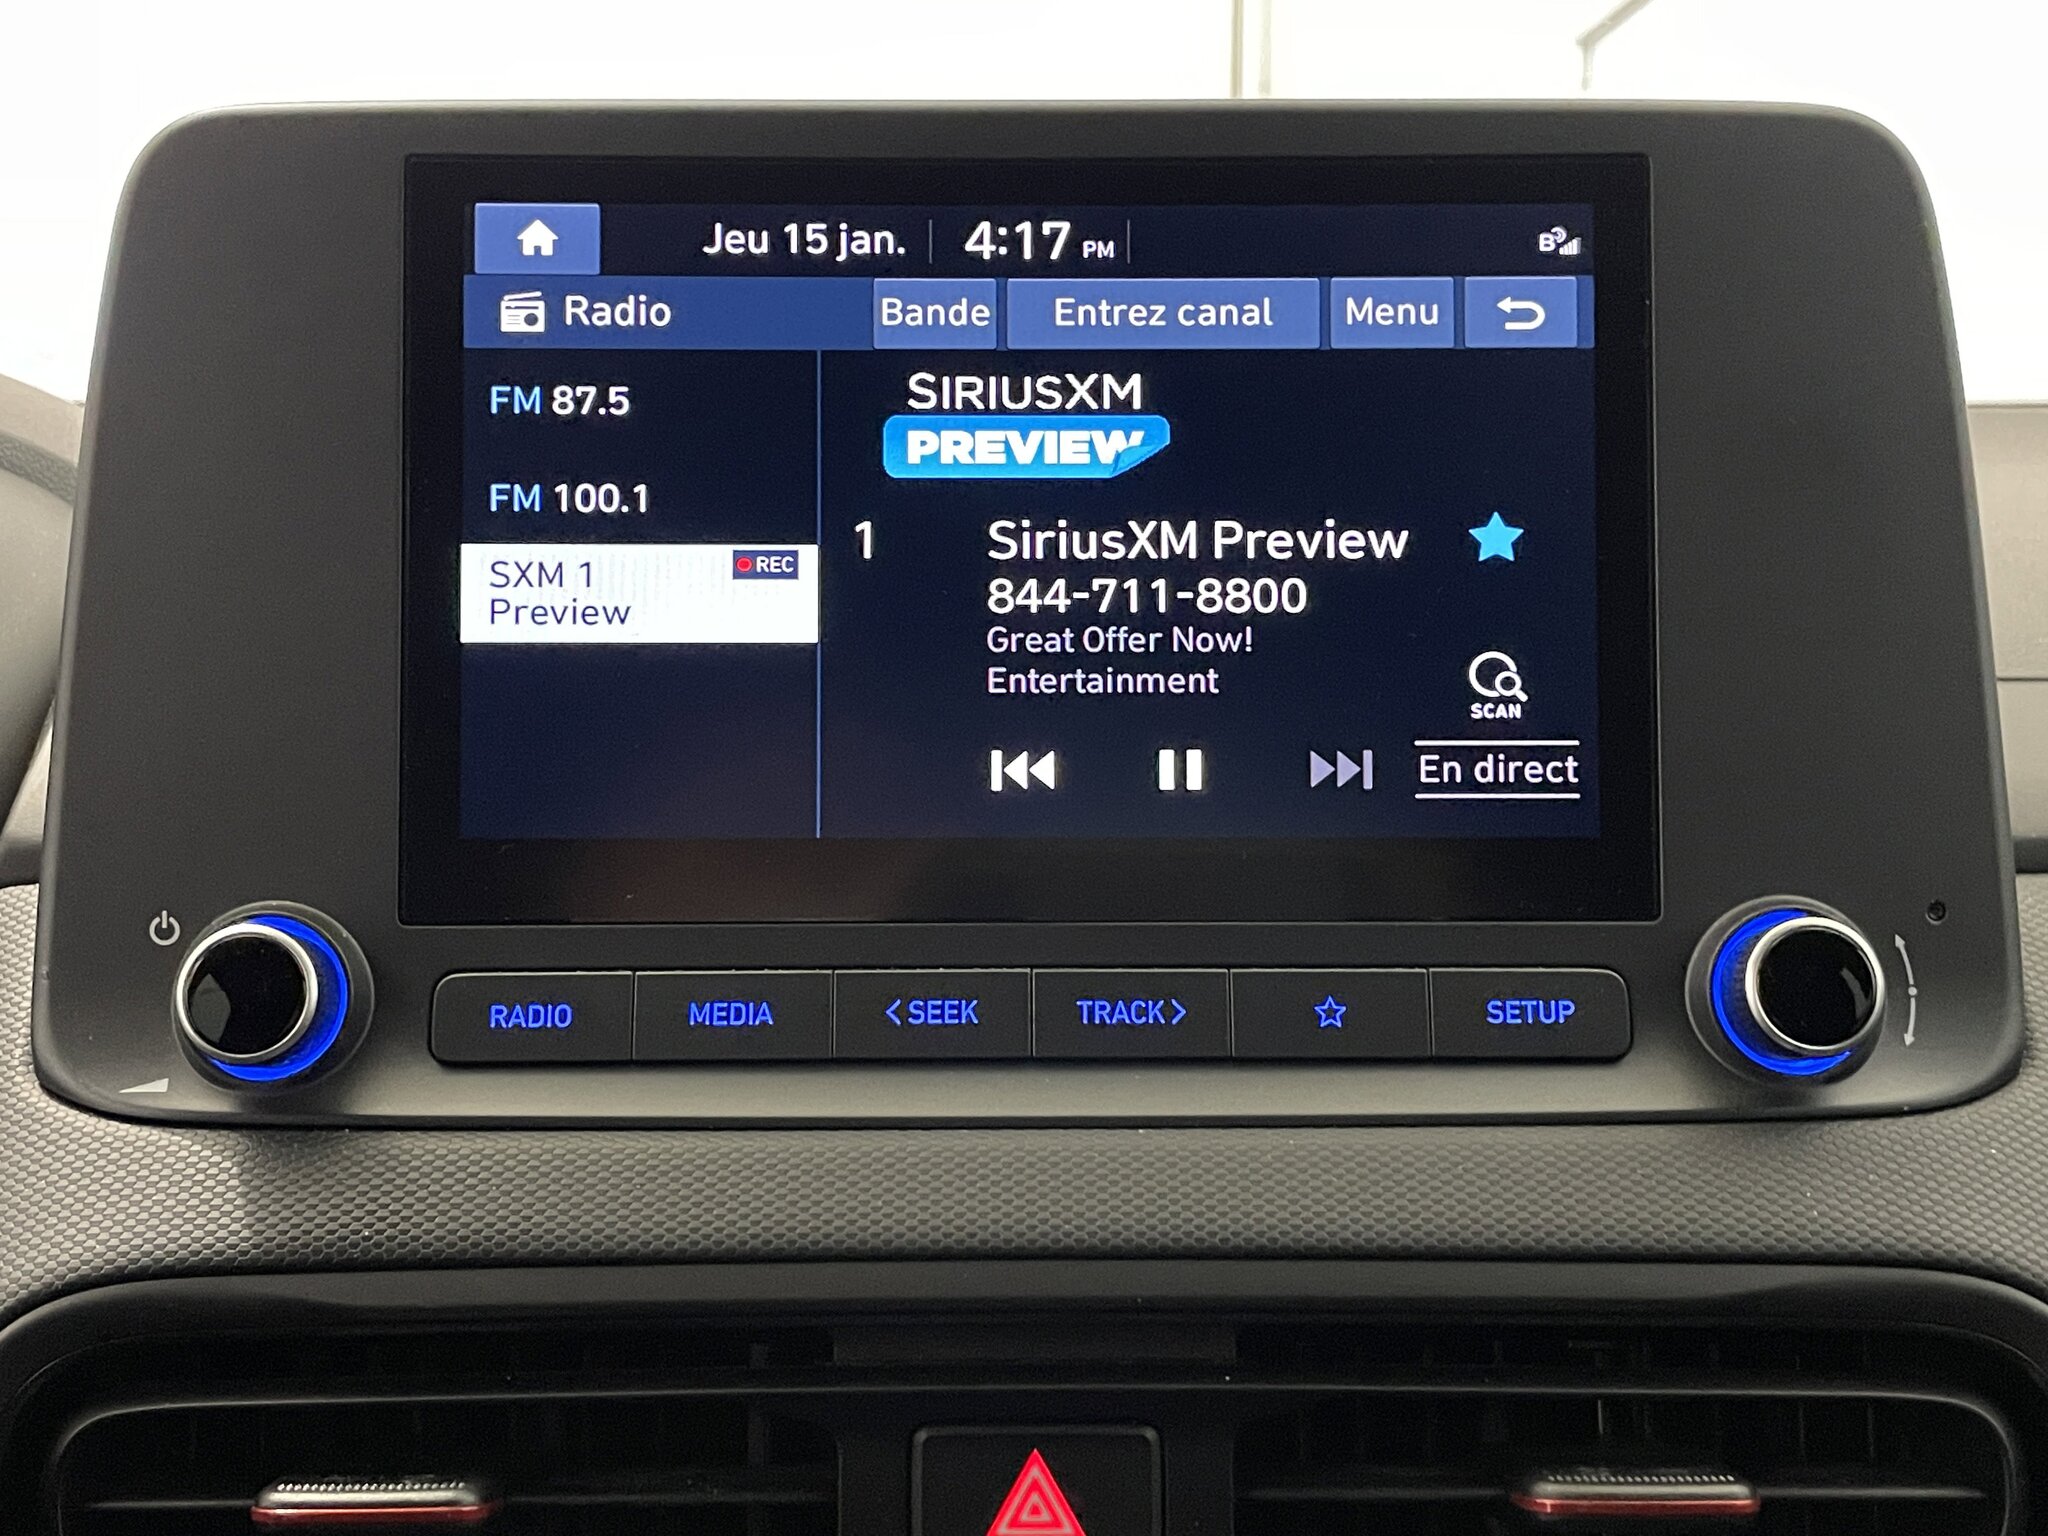 Jeu 15 jan. 4:17 PM
Radio Bande Entrez canal Menu
FM 87.5
FM 100.1
SXM 1 REC
Preview
SIRIUSXM
PREVIEW
1 SiriusXM Preview
844-711-8800
Great Offer Now!
Entertainment
SCAN
En direct
RADIO MEDIA <SEEK TRACK> SETUP